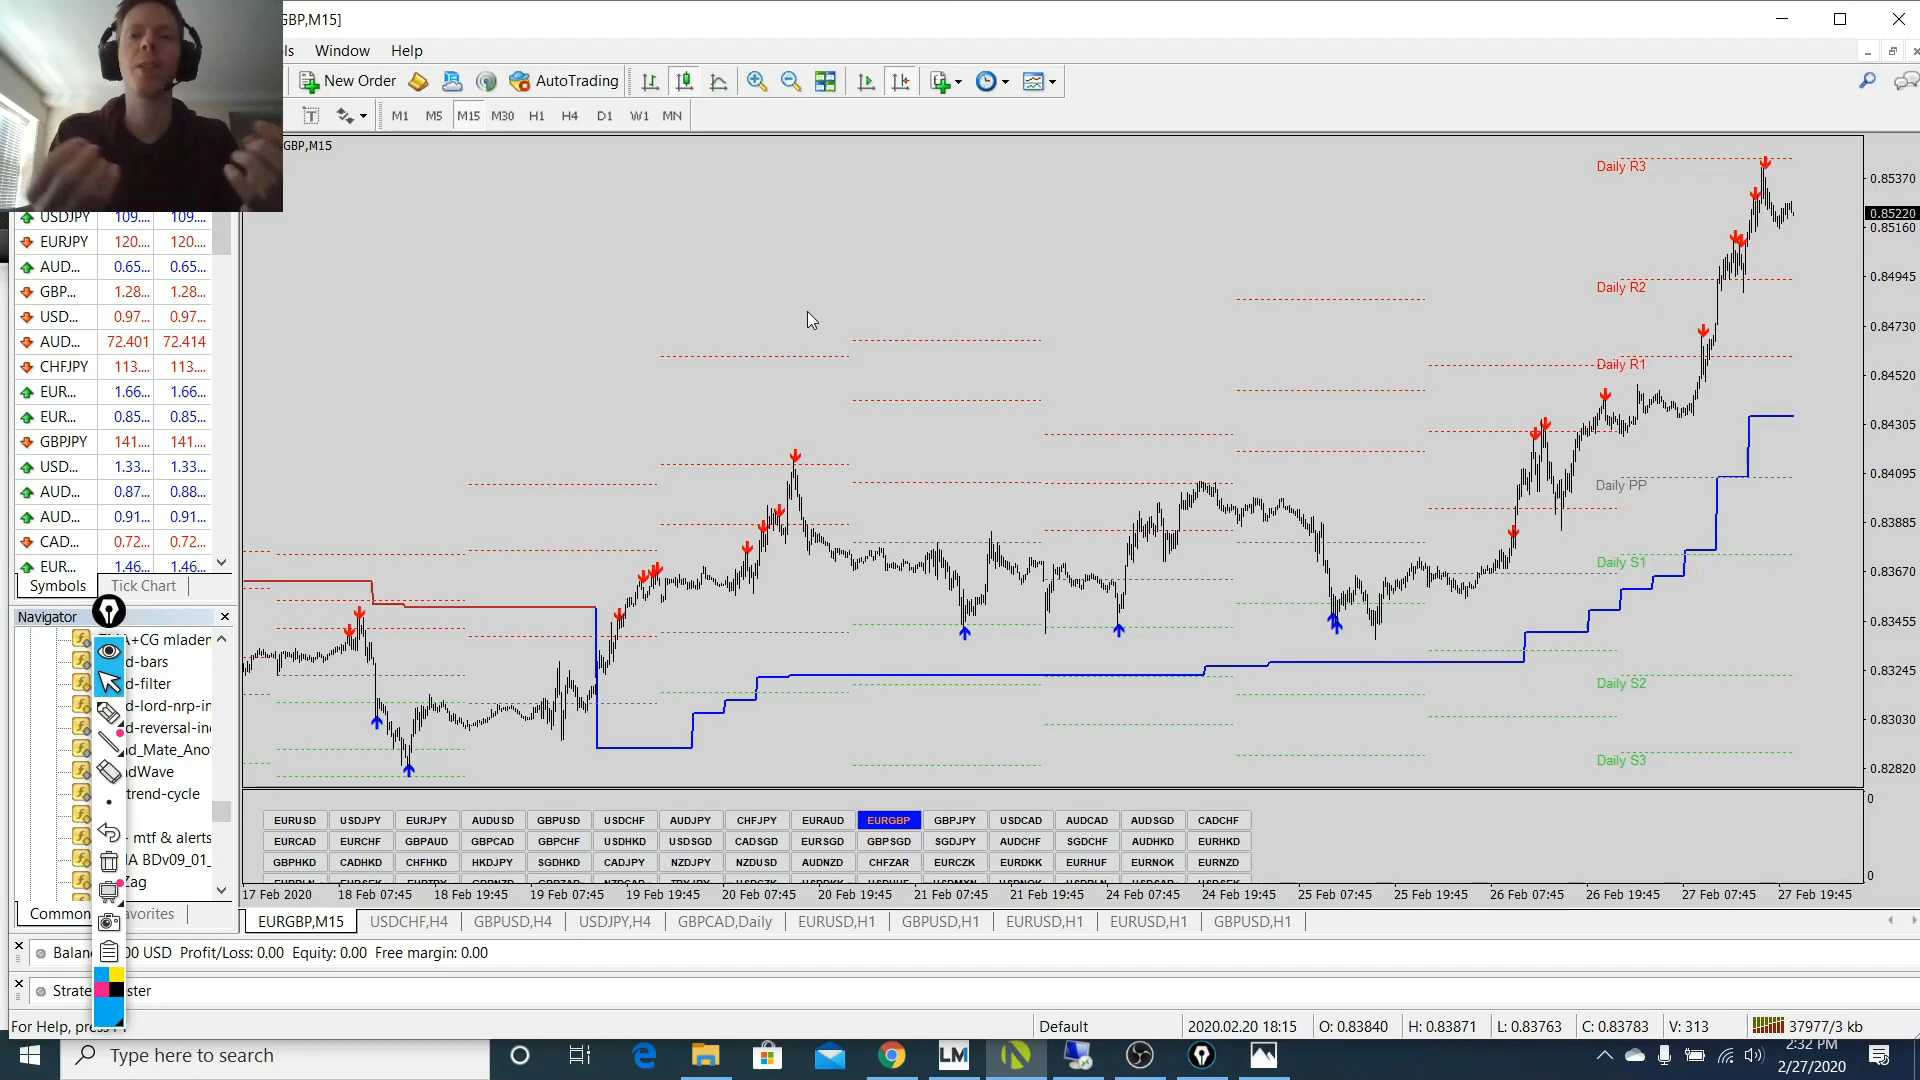 GBP,M15]
ls Window Help
New Order AutoTrading
T M1 M5 M15 M30 H1 H4 D1 W1 MN
GBP,M15
USDJPY 109.... 109....
EURJPY 120.... 120....
AUD... 0.65... 0.65...
GBP... 1.28... 1.28...
USD... 0.97... 0.97...
AUD... 72.401 72.414
CHFJPY 113.... 113....
EUR... 1.66... 1.66...
EUR... 0.85... 0.85...
GBPJPY 141.... 141....
USD... 1.33... 1.33...
AUD... 0.87... 0.88...
AUD... 0.91... 0.91...
CAD... 0.72... 0.72...
EUR... 1.46... 1.46...
Symbols Tick Chart
Navigator
A+CG mladen
d-bars
d-filter
d-lord-nrp-in
d-reversal-ind
d_Mate_Ano
ndWave
trend-cycle
- mtf & alerts
A BDv09_01_
Zag
Common avorites
Daily R3
Daily R2
Daily R1
Daily PP
Daily S1
Daily S2
Daily S3
0.85370
0.85220
0.85160
0.84945
0.84730
0.84520
0.84305
0.84095
0.83885
0.83670
0.83455
0.83245
0.83030
0.82820
0
0
EURUSD USDJPY EURJPY AUDUSD GBPUSD USDCHF AUDJPY CHFJPY EURAUD EURGBP GBPJPY USDCAD AUDCAD AUDSGD CADCHF
EURCAD EURCHF GBPAUD GBPCAD GBPCHF USDHKD USDSGD CADSGD EURSGD GBPSGD SGDJPY AUDCHF SGDCHF AUDHKD EURHKD
GBPHKD CADHKD CHFHKD HKDJPY SGDHKD CADJPY NZDJPY NZDUSD AUDNZD CHFZAR EURCZK EURDKK EURHUF EURNOK EURNZD
17 Feb 2020 18 Feb 07:45 18 Feb 19:45 19 Feb 07:45 19 Feb 19:45 20 Feb 07:45 20 Feb 19:45 21 Feb 07:45 21 Feb 19:45 24 Feb 07:45 24 Feb 19:45 25 Feb 07:45 25 Feb 19:45 26 Feb 07:45 26 Feb 19:45 27 Feb 07:45 27 Feb 19:45
EURGBP,M15 USDCHF,H4 GBPUSD,H4 USDJPY,H4 GBPCAD,Daily EURUSD,H1 GBPUSD,H1 EURUSD,H1 EURUSD,H1 GBPUSD,H1
Balan 00 USD Profit/Loss: 0.00 Equity: 0.00 Free margin: 0.00
Strate ster
For Help, press F1 Default 2020.02.20 18:15 O: 0.83840 H: 0.83871 L: 0.83763 C: 0.83783 V: 313 37977/3 kb
Type here to search
LM
2:32 PM
2/27/2020